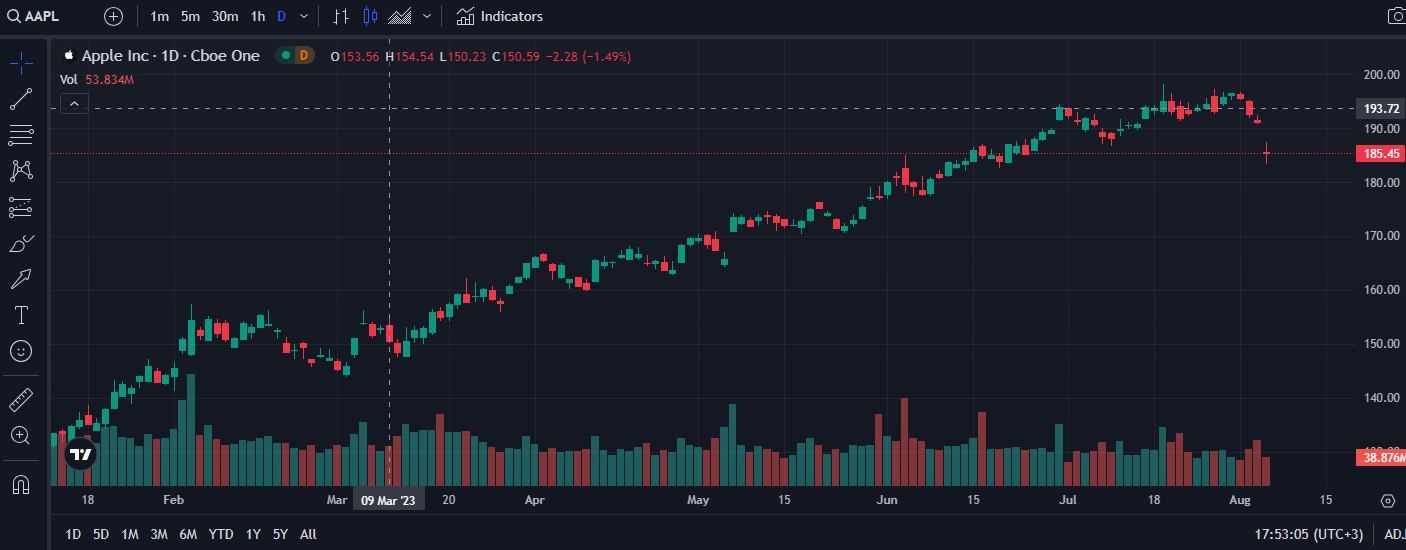 AAPL 1m 5m 30m 1h D Indicators
Apple Inc · 1D · Cboe One D O153.56 H154.54 L150.23 C150.59 −2.28 (−1.49%)
Vol 53.834M
200.00
193.72
190.00
185.45
180.00
170.00
160.00
150.00
140.00
38.876M
18 Feb Mar 09 Mar '23 20 Apr May 15 Jun 15 Jul 18 Aug 15
1D 5D 1M 3M 6M YTD 1Y 5Y All 17:53:05 (UTC+3) ADJ